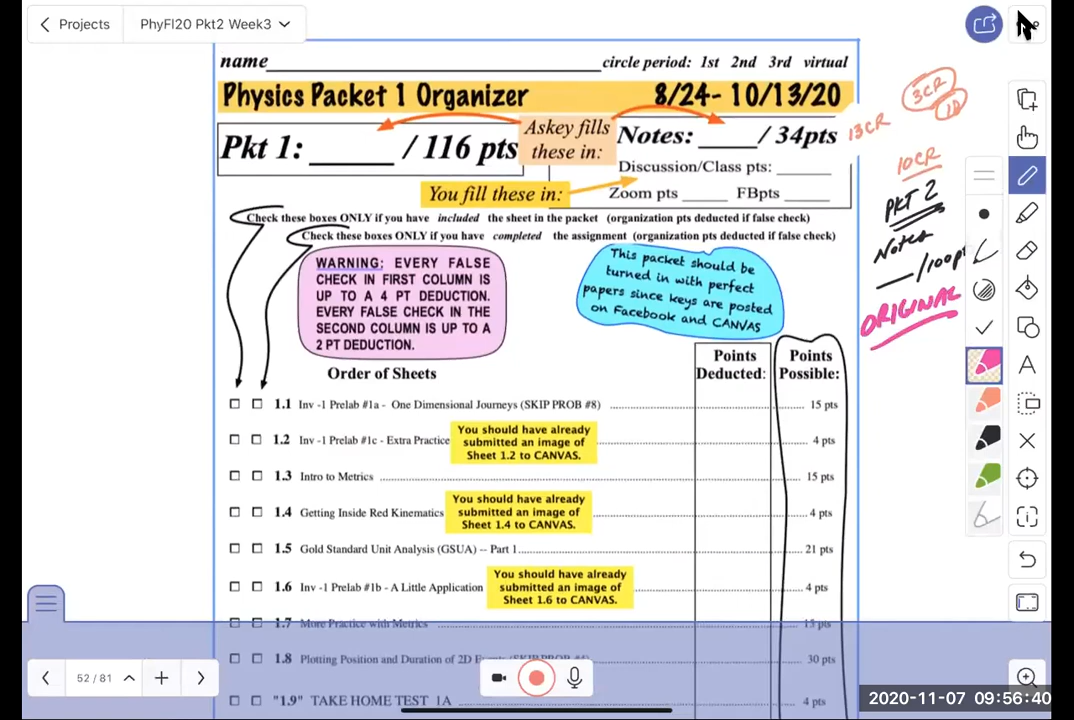 Projects
PhyFl20 Pkt2 Week3
name
circle period: 1st 2nd 3rd virtual
Physics Packet 1 Organizer 8/24- 10/13/20
Pkt 1: _____ / 116 pts
Askey fills
these in:
Notes: ____ / 34pts
Discussion/Class pts: ______
You fill these in:
Zoom pts _____ FBpts _____
Check these boxes ONLY if you have included the sheet in the packet (organization pts deducted if false check)
Check these boxes ONLY if you have completed the assignment (organization pts deducted if false check)
WARNING: EVERY FALSE
CHECK IN FIRST COLUMN IS
UP TO A 4 PT DEDUCTION.
EVERY FALSE CHECK IN THE
SECOND COLUMN IS UP TO A
2 PT DEDUCTION.
This packet should be
turned in with perfect
papers since keys are posted
on Facebook and CANVAS
3CR
1D
13CR
10CR
PKT 2
Notes
__/100pt
ORIGINAL
Order of Sheets
Points
Deducted:
Points
Possible:
1.1 Inv -1 Prelab #1a - One Dimensional Journeys (SKIP PROB #8) 15 pts
1.2 Inv -1 Prelab #1c - Extra Practice 4 pts
You should have already
submitted an image of
Sheet 1.2 to CANVAS.
1.3 Intro to Metrics 15 pts
1.4 Getting Inside Red Kinematics 4 pts
You should have already
submitted an image of
Sheet 1.4 to CANVAS.
1.5 Gold Standard Unit Analysis (GSUA) -- Part 1 21 pts
1.6 Inv -1 Prelab #1b - A Little Application 4 pts
You should have already
submitted an image of
Sheet 1.6 to CANVAS.
1.7 More Practice with Metrics 15 pts
1.8 Plotting Position and Duration of 2D 30 pts
"1.9" TAKE HOME TEST 1A 4 pts
52 / 81
2020-11-07 09:56:40